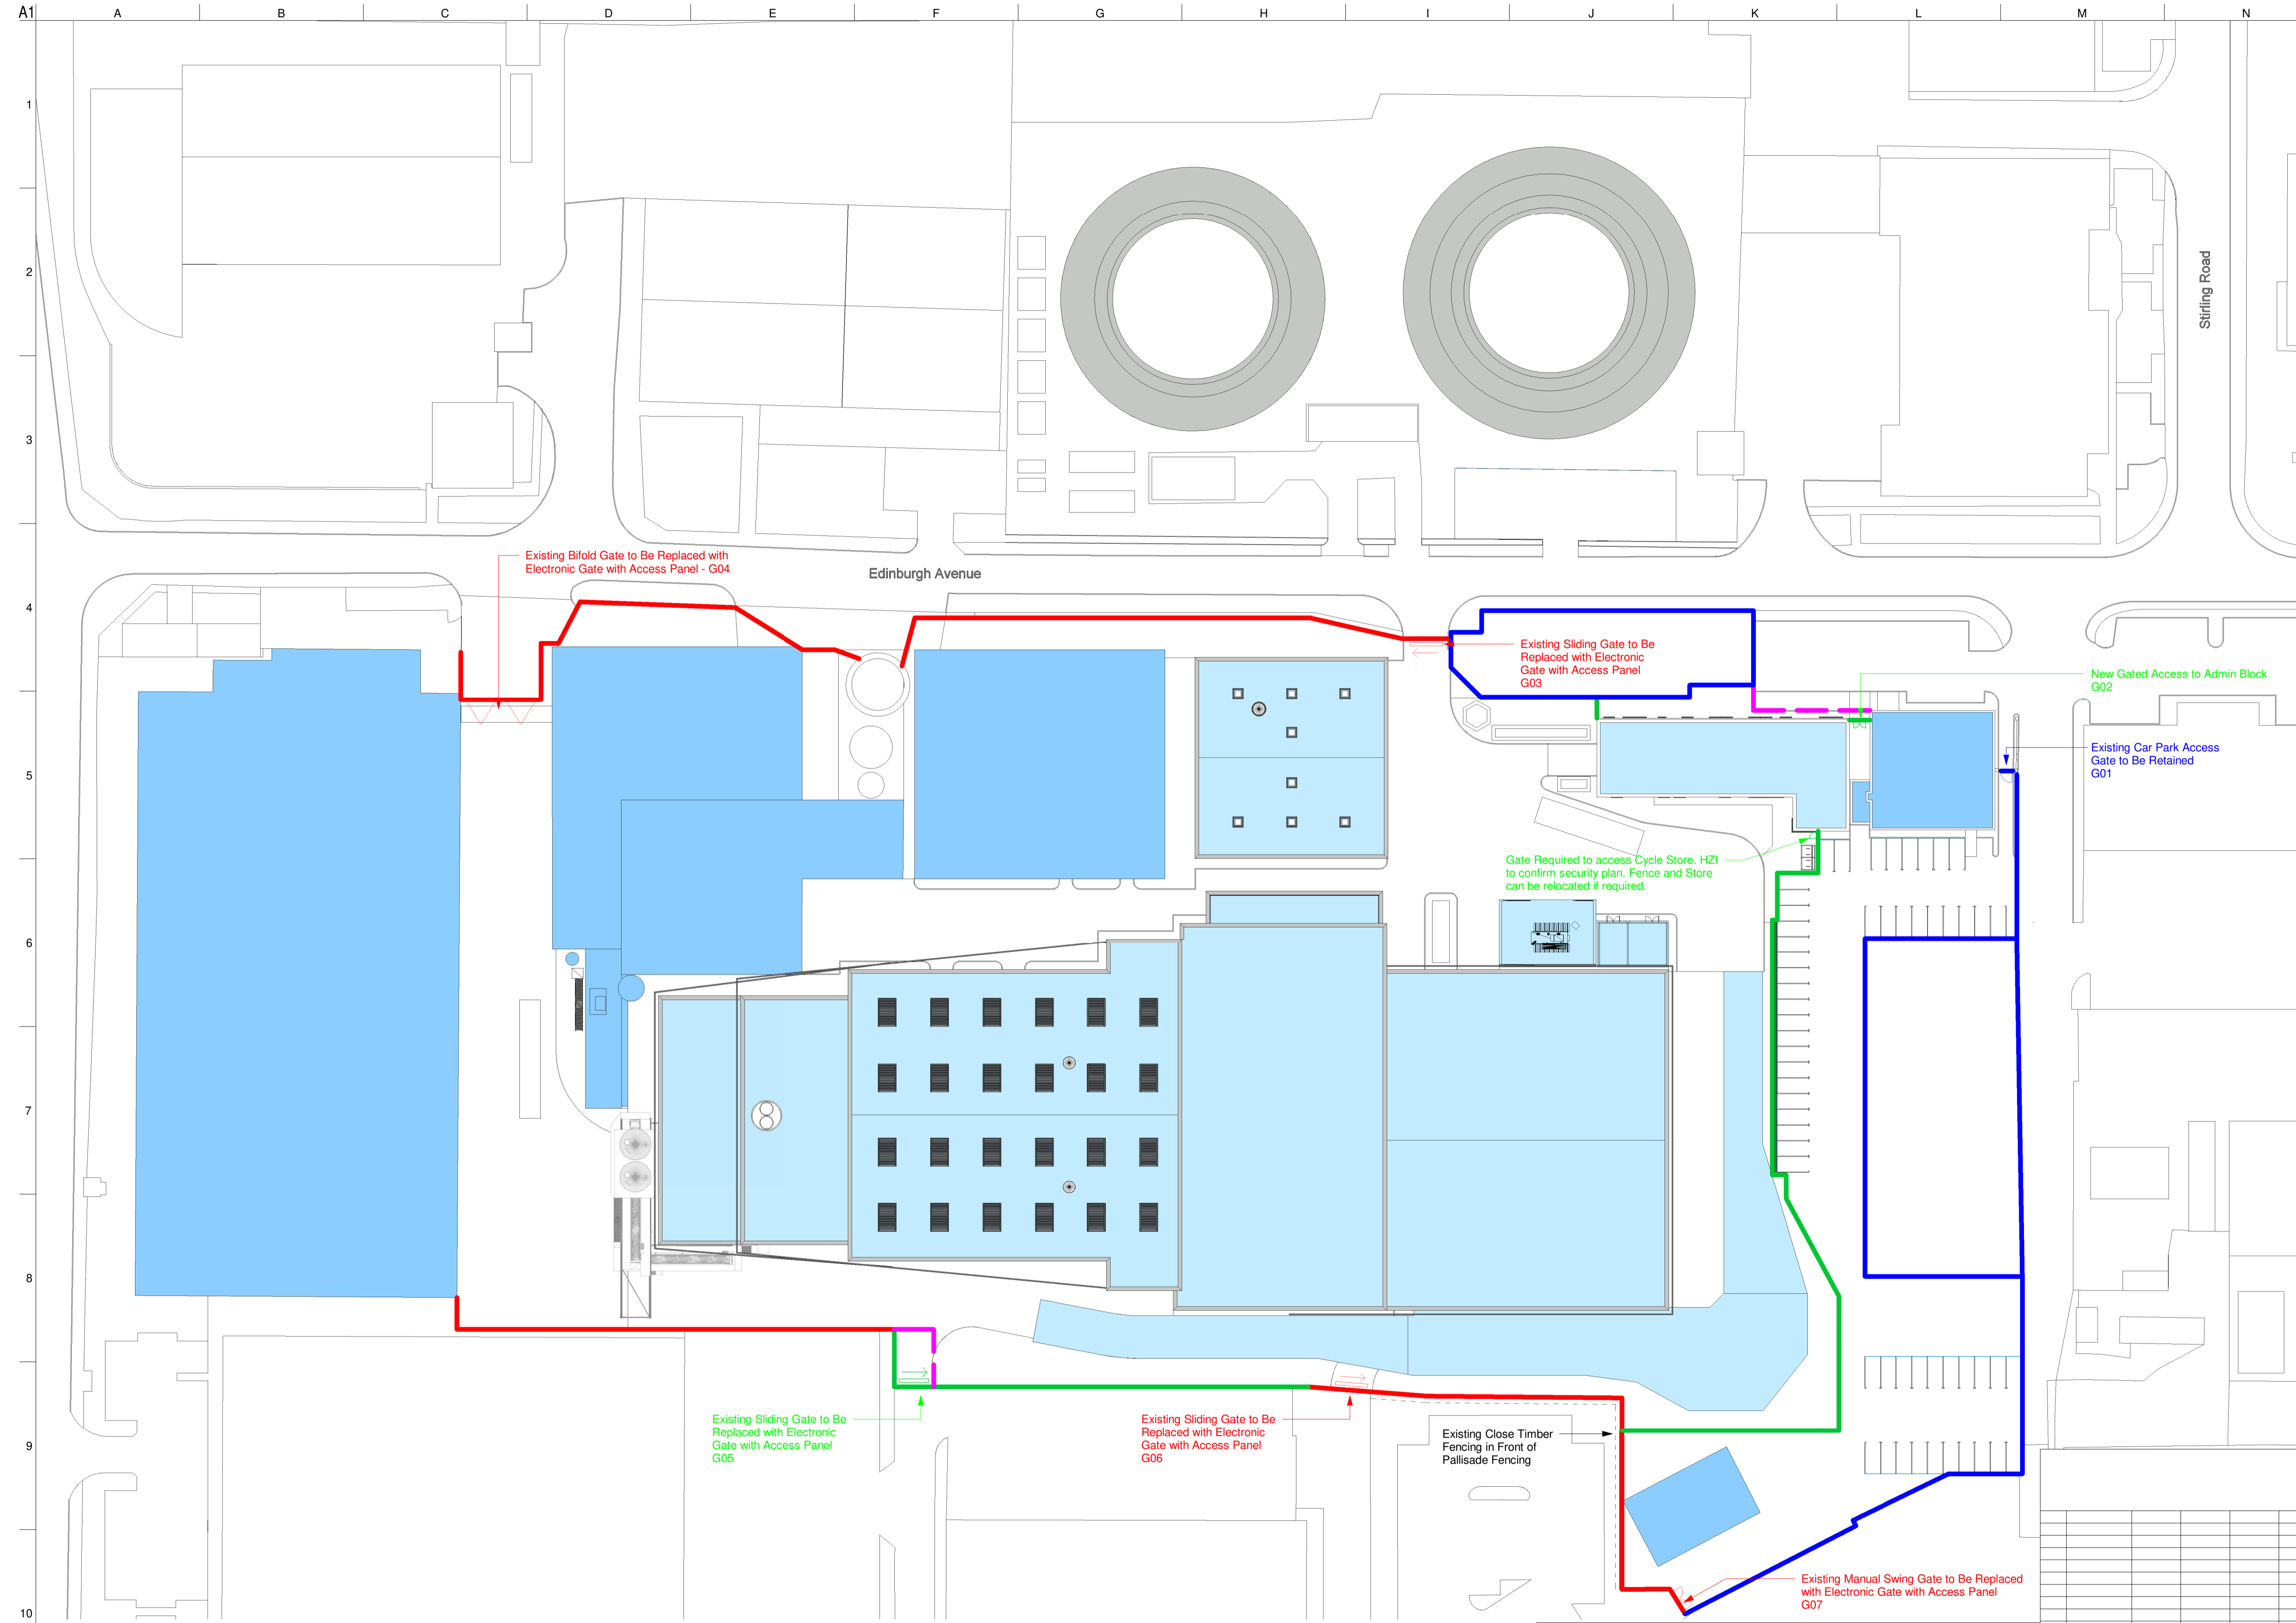 A1
A B C D E F G H I J K L M N
1
2
Stirling Road
3
Existing Bifold Gate to Be Replaced with
Electronic Gate with Access Panel - G04
Edinburgh Avenue
4
Existing Sliding Gate to Be
Replaced with Electronic
Gate with Access Panel
G03
New Gated Access to Admin Block
G02
Existing Car Park Access
Gate to Be Retained
G01
5
Gate Required to access Cycle Store. HZI
to confirm security plan. Fence and Store
can be relocated if required.
6
7
8
Existing Sliding Gate to Be
Replaced with Electronic
Gate with Access Panel
G05
Existing Sliding Gate to Be
Replaced with Electronic
Gate with Access Panel
G06
Existing Close Timber
Fencing in Front of
Pallisade Fencing
9
Existing Manual Swing Gate to Be Replaced
with Electronic Gate with Access Panel
G07
10